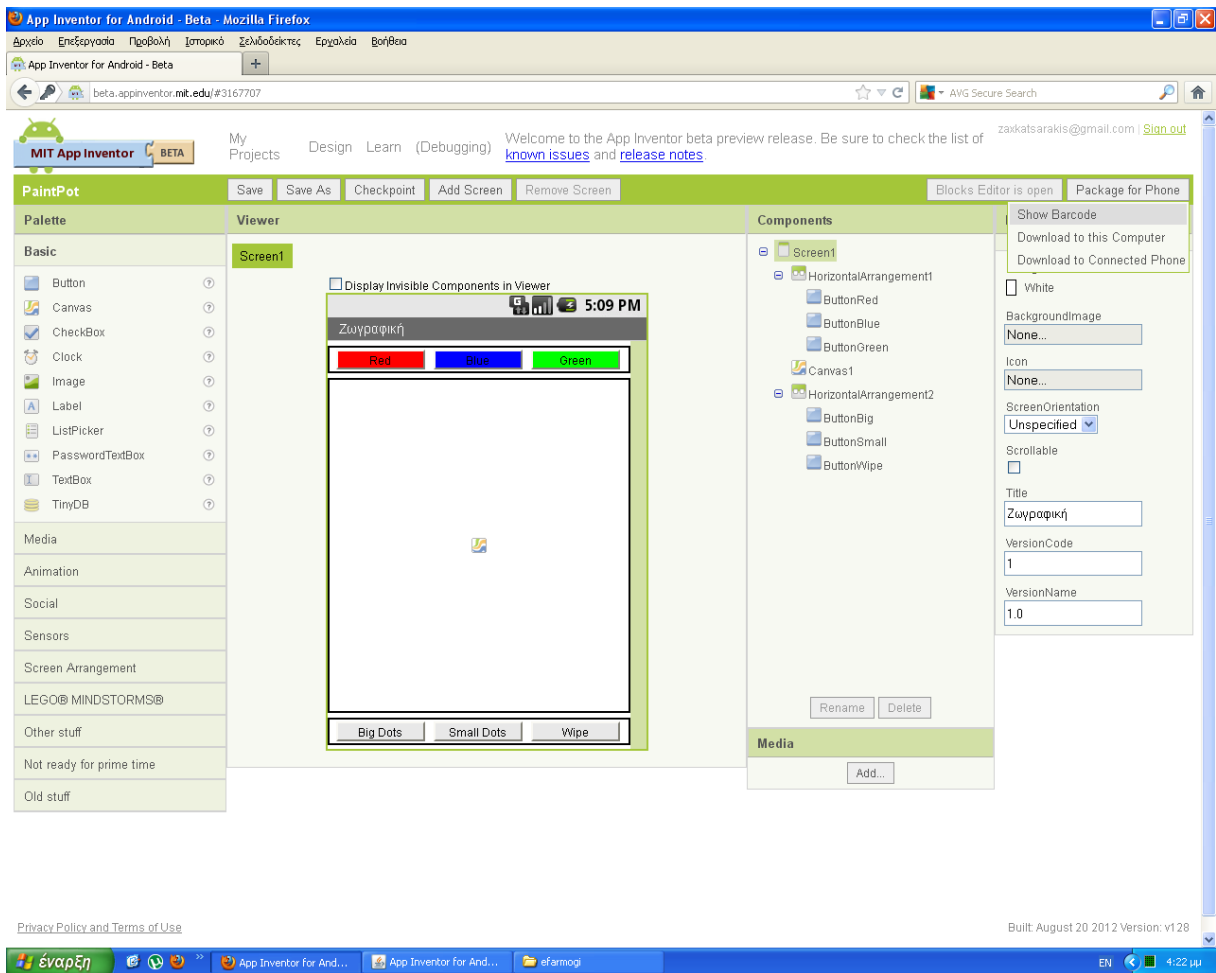 App Inventor for Android - Beta - Mozilla Firefox
Αρχείο Επεξεργασία Προβολή Ιστορικό Σελιδοδείκτες Εργαλεία Βοήθεια
App Inventor for Android - Beta
beta.appinventor.mit.edu/#3167707
AVG Secure Search
MIT App Inventor BETA
My Projects Design Learn (Debugging)
Welcome to the App Inventor beta preview release. Be sure to check the list of
known issues and release notes.
zaxkatsarakis@gmail.com | Sign out
PaintPot
Save Save As Checkpoint Add Screen Remove Screen
Blocks Editor is open Package for Phone
Show Barcode
Download to this Computer
Download to Connected Phone
Palette
Basic
Button
Canvas
CheckBox
Clock
Image
Label
ListPicker
PasswordTextBox
TextBox
TinyDB
Media
Animation
Social
Sensors
Screen Arrangement
LEGO® MINDSTORMS®
Other stuff
Not ready for prime time
Old stuff
Viewer
Screen1
Display Invisible Components in Viewer
5:09 PM
Ζωγραφική
Red Blue Green
Big Dots Small Dots Wipe
Components
Screen1
HorizontalArrangement1
ButtonRed
ButtonBlue
ButtonGreen
Canvas1
HorizontalArrangement2
ButtonBig
ButtonSmall
ButtonWipe
Rename Delete
Media
Add...
White
BackgroundImage
None...
Icon
None...
ScreenOrientation
Unspecified
Scrollable
Title
Ζωγραφική
VersionCode
1
VersionName
1.0
Privacy Policy and Terms of Use
Built: August 20 2012 Version: v128
έναρξη
App Inventor for And...
App Inventor for And...
efarmogi
EN
4:22 μμ